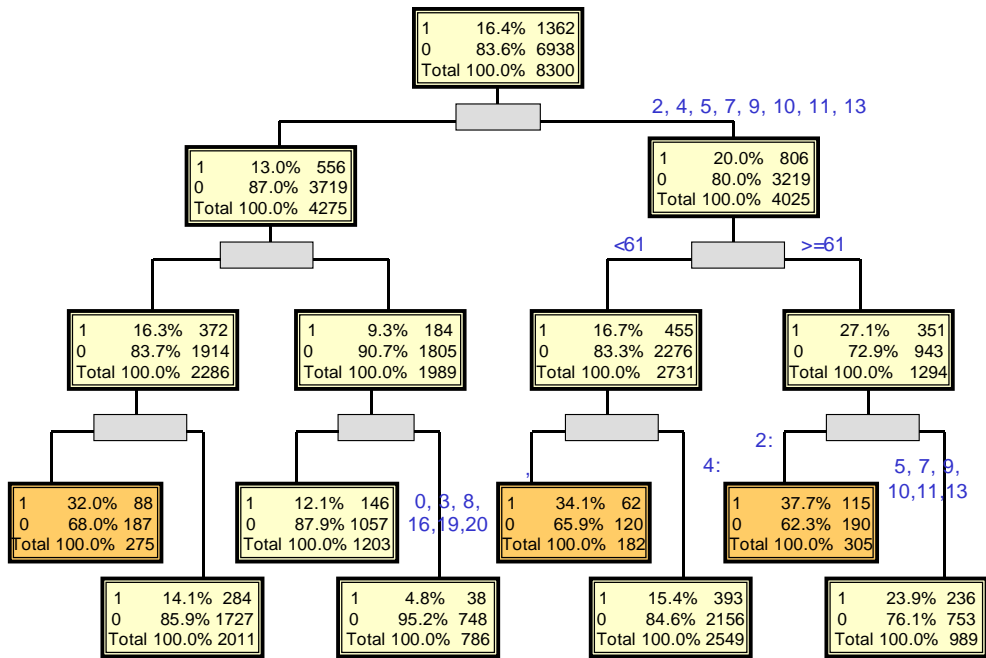 1 16.4% 1362
0 83.6% 6938
Total 100.0% 8300
2, 4, 5, 7, 9, 10, 11, 13
1 13.0% 556
0 87.0% 3719
Total 100.0% 4275
1 20.0% 806
0 80.0% 3219
Total 100.0% 4025
<61
>=61
1 16.3% 372
0 83.7% 1914
Total 100.0% 2286
1 9.3% 184
0 90.7% 1805
Total 100.0% 1989
1 16.7% 455
0 83.3% 2276
Total 100.0% 2731
1 27.1% 351
0 72.9% 943
Total 100.0% 1294
1 32.0% 88
0 68.0% 187
Total 100.0% 275
1 12.1% 146
0 87.9% 1057
Total 100.0% 1203
0, 3, 8,
16,19,20
,
1 34.1% 62
0 65.9% 120
Total 100.0% 182
4:
2:
1 37.7% 115
0 62.3% 190
Total 100.0% 305
5, 7, 9,
10,11,13
1 14.1% 284
0 85.9% 1727
Total 100.0% 2011
1 4.8% 38
0 95.2% 748
Total 100.0% 786
1 15.4% 393
0 84.6% 2156
Total 100.0% 2549
1 23.9% 236
0 76.1% 753
Total 100.0% 989